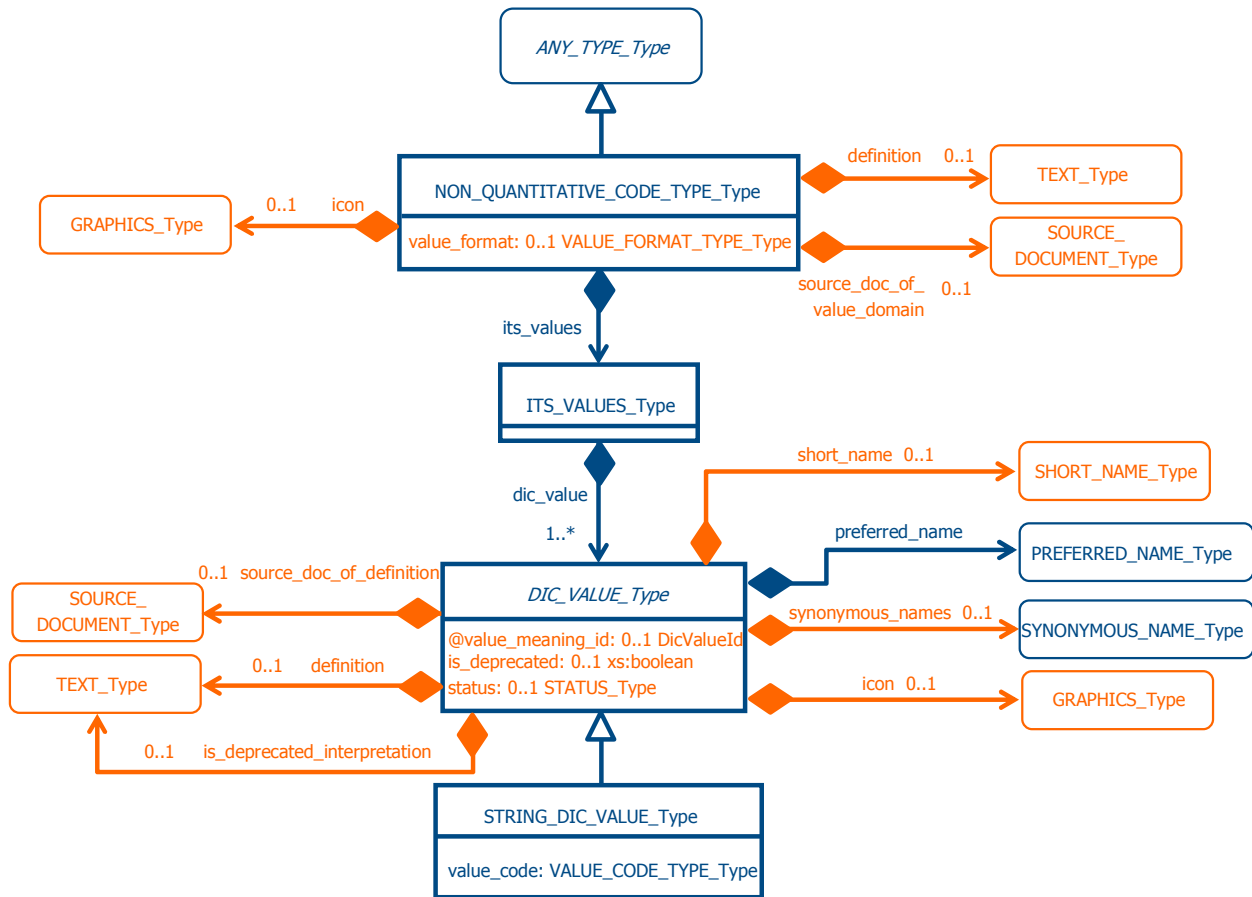 ANY_TYPE_Type
definition 0..1
NON_QUANTITATIVE_CODE_TYPE_Type
TEXT_Type
0..1 icon
GRAPHICS_Type
value_format: 0..1 VALUE_FORMAT_TYPE_Type
SOURCE_
DOCUMENT_Type
source_doc_of_ 0..1
value_domain
its_values
ITS_VALUES_Type
short_name 0..1
SHORT_NAME_Type
dic_value
1..*
preferred_name
PREFERRED_NAME_Type
0..1 source_doc_of_definition
SOURCE_
DOCUMENT_Type
DIC_VALUE_Type
synonymous_names 0..1
SYNONYMOUS_NAME_Type
@value_meaning_id: 0..1 DicValueId
is_deprecated: 0..1 xs:boolean
status: 0..1 STATUS_Type
0..1 definition
TEXT_Type
icon 0..1
GRAPHICS_Type
0..1 is_deprecated_interpretation
STRING_DIC_VALUE_Type
value_code: VALUE_CODE_TYPE_Type